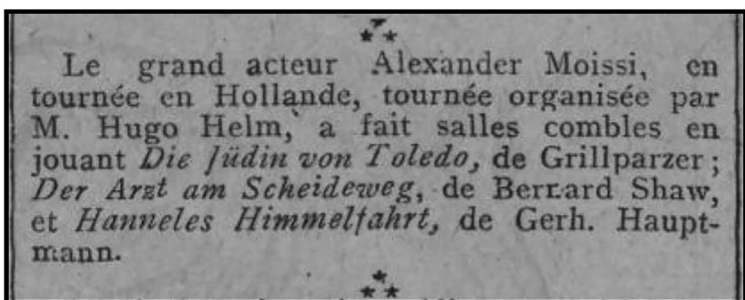 Le grand acteur Alexander Moissi, en
tournée en Hollande, tournée organisée par
M. Hugo Helm, a fait salles combles en
jouant Die Jüdin von Toledo, de Grillparzer ;
Der Arzt am Scheideweg, de Bernard Shaw,
et Hanneles Himmelfahrt, de Gerh. Haupt-
mann.